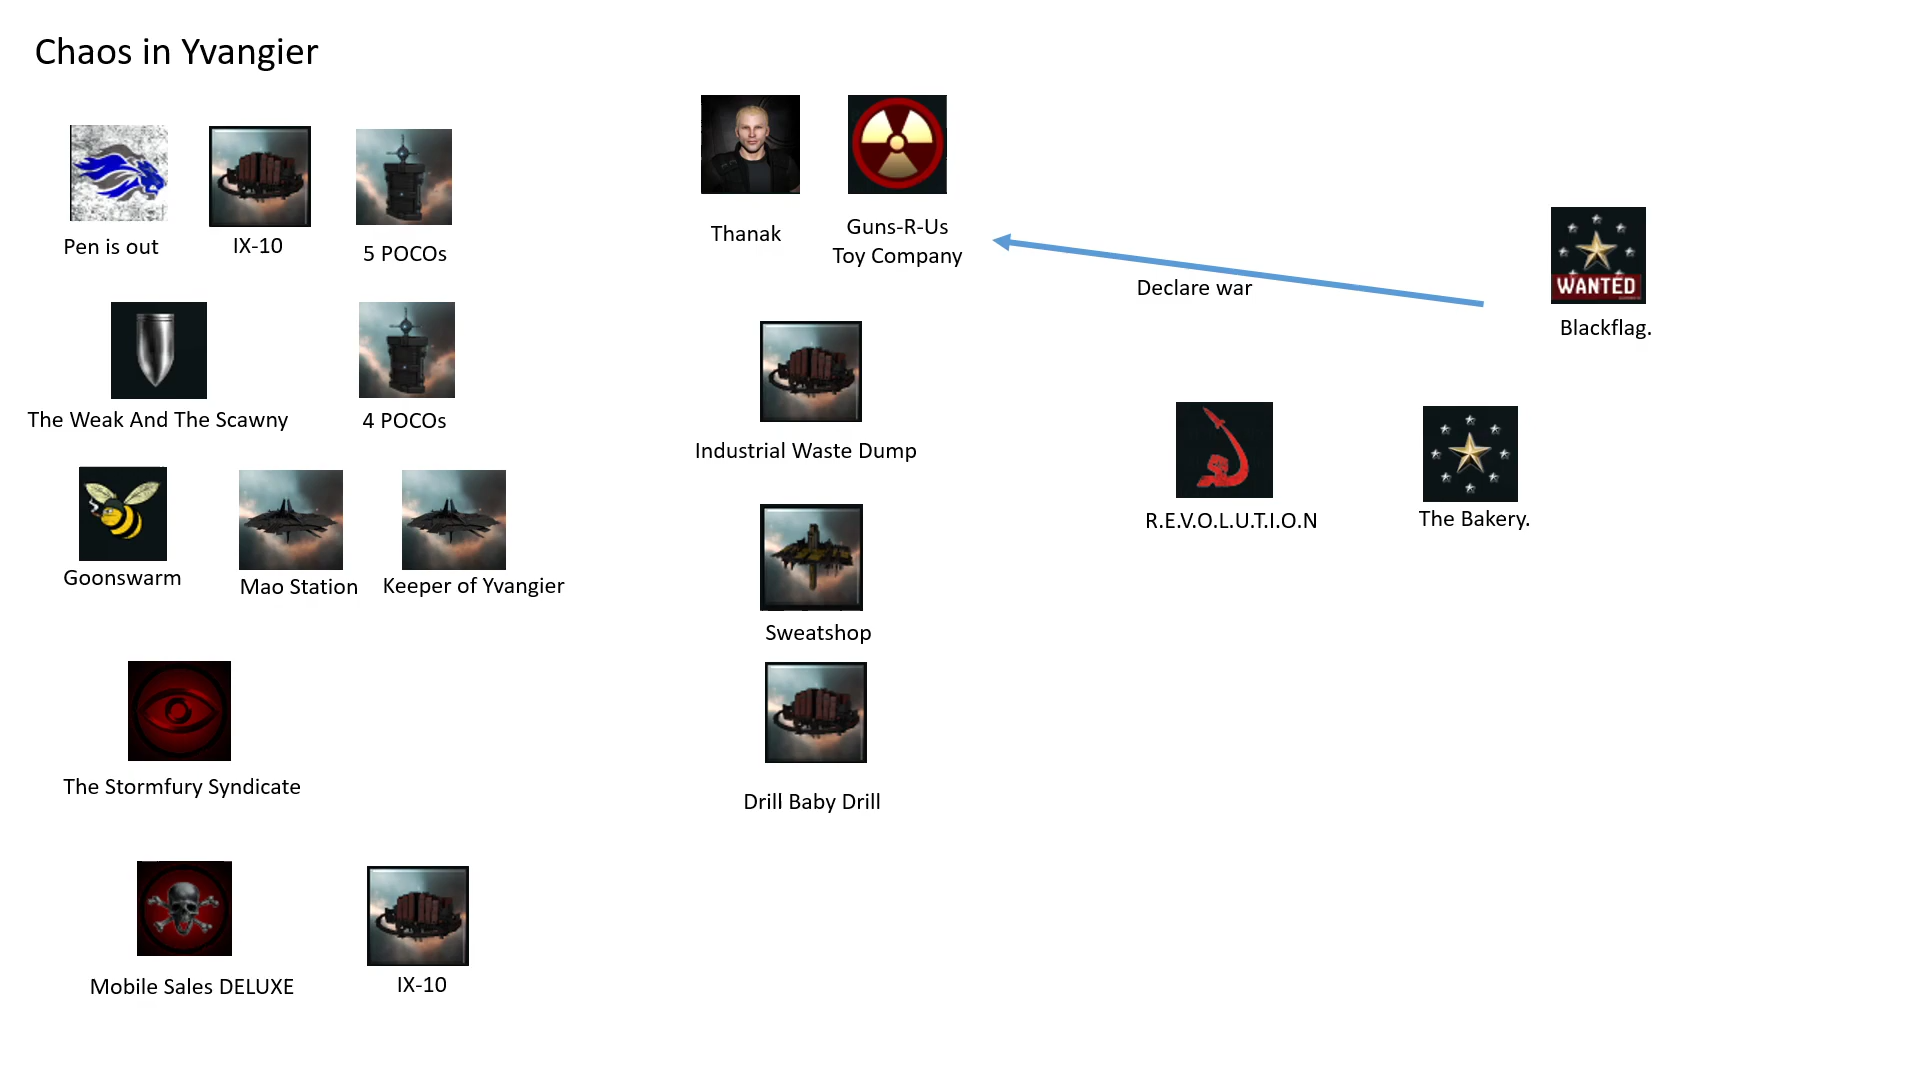 Chaos in Yvangier
Pen is out
IX-10
5 POCOs
The Weak And The Scawny
4 POCOs
Goonswarm
Mao Station
Keeper of Yvangier
The Stormfury Syndicate
Mobile Sales DELUXE
IX-10
Thanak
Guns-R-Us
Toy Company
Industrial Waste Dump
Sweatshop
Drill Baby Drill
Declare war
WANTED
Blackflag.
R.E.V.O.L.U.T.I.O.N
The Bakery.